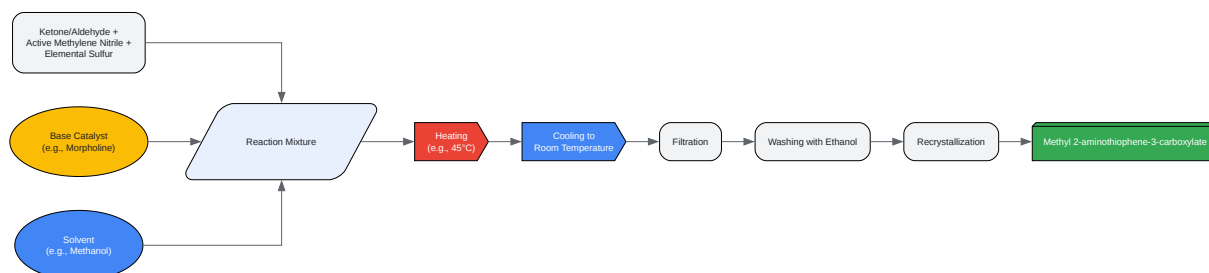 Ketone/Aldehyde +
Active Methylene Nitrile +
Elemental Sulfur
Base Catalyst
(e.g., Morpholine)
Solvent
(e.g., Methanol)
Reaction Mixture
Heating
(e.g., 45°C)
Cooling to
Room Temperature
Filtration
Washing with Ethanol
Recrystallization
Methyl 2-aminothiophene-3-carboxylate